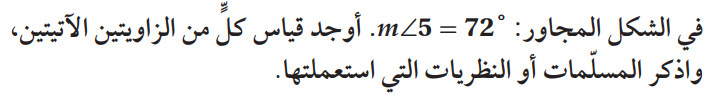 في الشكل المجاور: m∠5 = 72°. أوجد قياس كلٍّ من الزاويتين الآتيتين،
واذكر المسلّمات أو النظريات التي استعملتها.